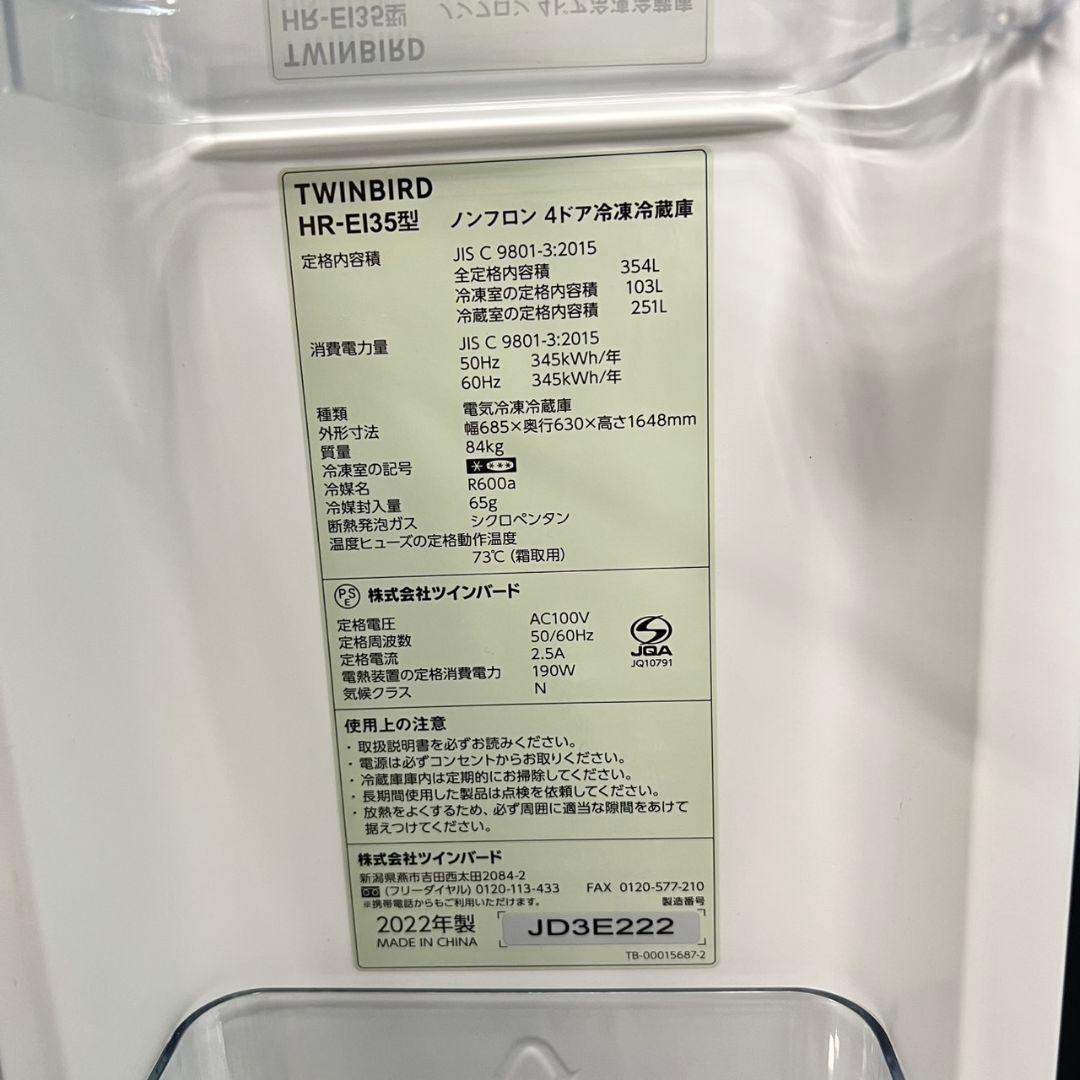 HR-EI35型 ノンフロン 4ドア冷凍冷蔵庫
TWINBIRD
TWINBIRD
HR-EI35型 ノンフロン 4ドア冷凍冷蔵庫
定格内容積 JIS C 9801-3:2015
全定格内容積 354L
冷凍室の定格内容積 103L
冷蔵室の定格内容積 251L
消費電力量 JIS C 9801-3:2015
50Hz 345kWh/年
60Hz 345kWh/年
種類 電気冷凍冷蔵庫
外形寸法 幅685×奥行630×高さ1648mm
質量 84kg
冷凍室の記号 * ***
冷媒名 R600a
冷媒封入量 65g
断熱発泡ガス シクロペンタン
温度ヒューズの定格動作温度
73℃(霜取用)
PSE 株式会社ツインバード
定格電圧 AC100V
定格周波数 50/60Hz
定格電流 2.5A
電熱装置の定格消費電力 190W
気候クラス N
JQA
JQ10791
使用上の注意
・取扱説明書を必ずお読みください。
・電源は必ずコンセントからお取りください。
・冷蔵庫庫内は定期的にお掃除してください。
・長期間使用した製品は点検を依頼してください。
・放熱をよくするため、必ず周囲に適当な隙間をあけて
据えつけてください。
株式会社ツインバード
新潟県燕市吉田西太田2084-2
(フリーダイヤル) 0120-113-433 FAX 0120-577-210
※携帯電話からもご利用いただけます。 製造番号
2022年製 JD3E222
MADE IN CHINA
TB-00015687-2